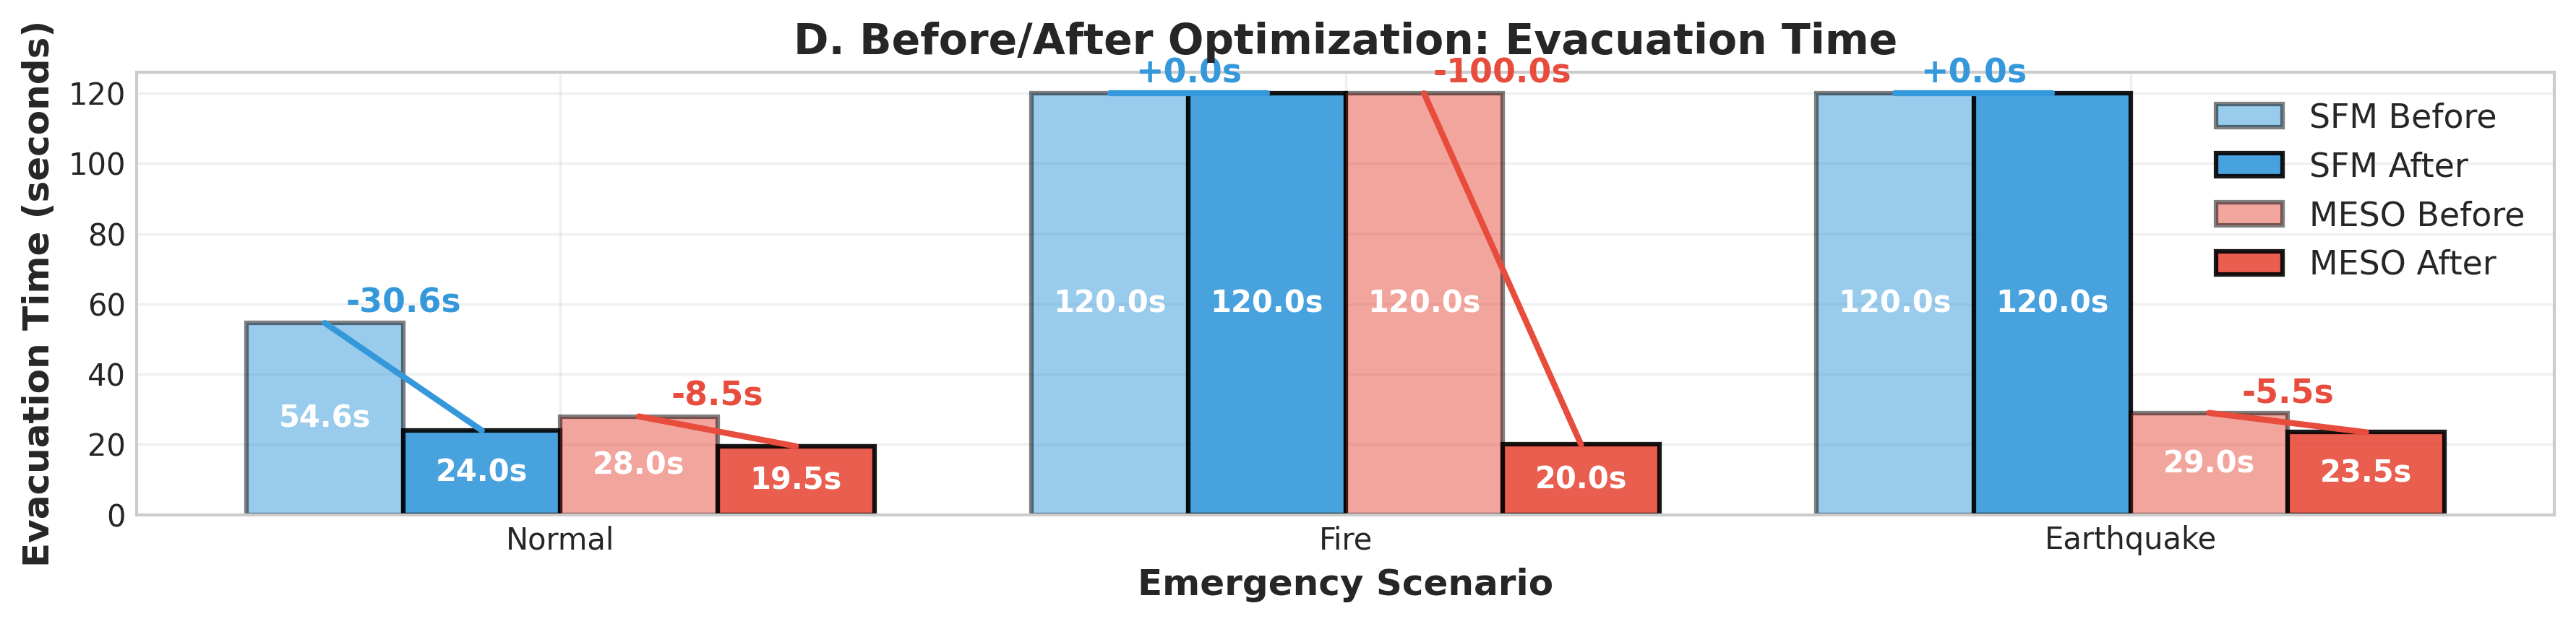 D. Before/After Optimization: Evacuation Time
Evacuation Time (seconds)
120
100
80
60
40
20
0
+0.0s
-100.0s
+0.0s
-30.6s
-8.5s
-5.5s
54.6s
24.0s
28.0s
19.5s
120.0s
120.0s
120.0s
20.0s
120.0s
120.0s
29.0s
23.5s
SFM Before
SFM After
MESO Before
MESO After
Normal
Fire
Earthquake
Emergency Scenario